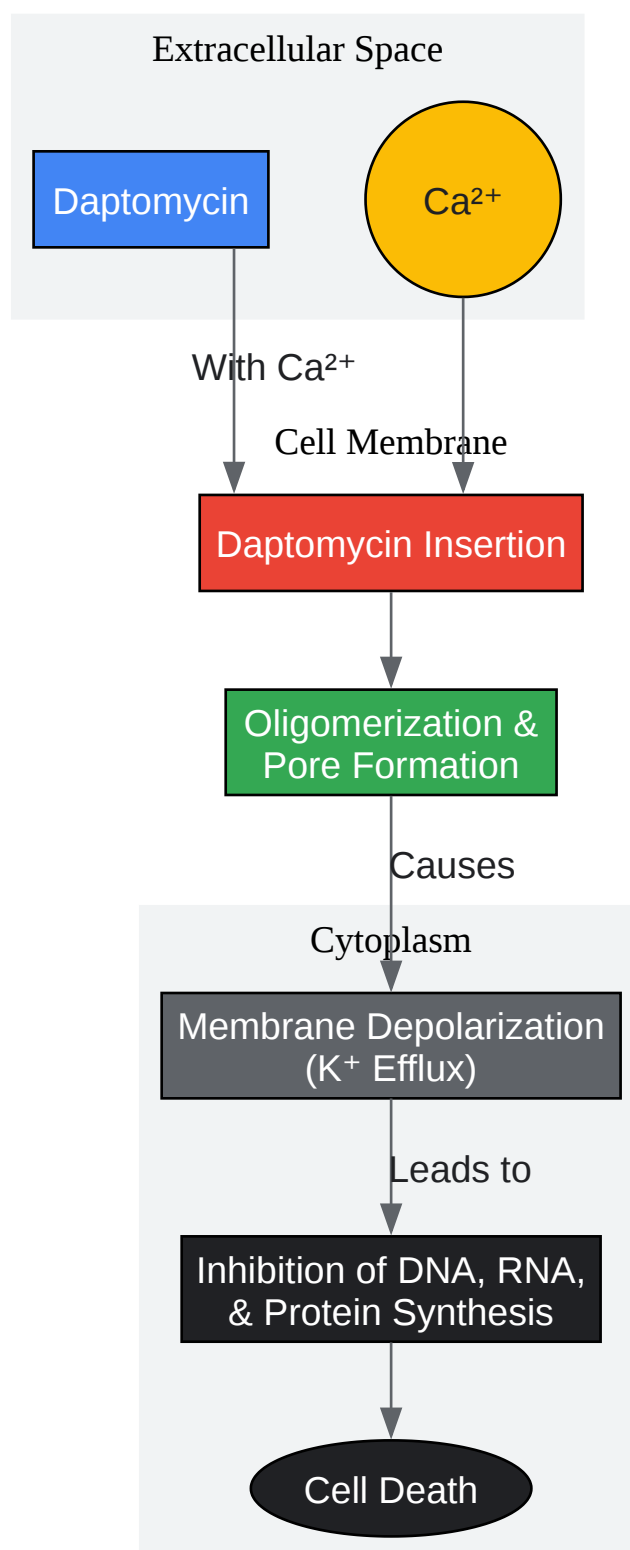 Extracellular Space
Daptomycin
Ca²⁺
With Ca²⁺
Cell Membrane
Daptomycin Insertion
Oligomerization &
Pore Formation
Causes
Cytoplasm
Membrane Depolarization
(K⁺ Efflux)
Leads to
Inhibition of DNA, RNA,
& Protein Synthesis
Cell Death